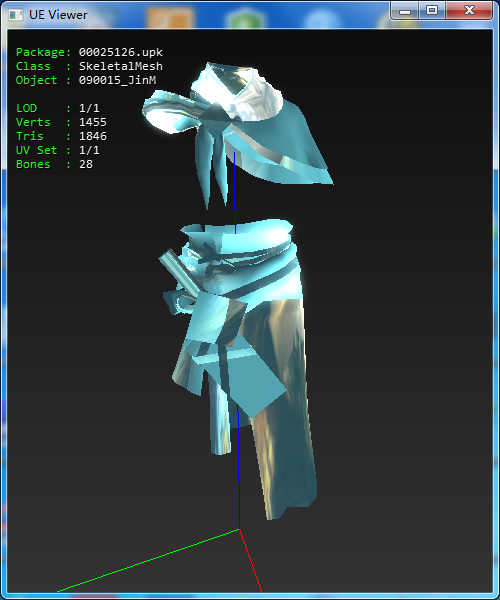 UE Viewer
Package: 00025126.upk
Class  : SkeletalMesh
Object : 090015_JinM
LOD    : 1/1
Verts  : 1455
Tris   : 1846
UV Set : 1/1
Bones  : 28